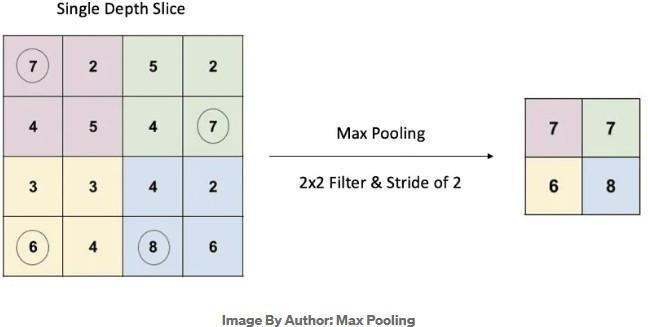 Single Depth Slice
7 2 5 2
4 5 4 7
3 3 4 2
6 4 8 6
Max Pooling
2x2 Filter & Stride of 2
7 7
6 8
Image By Author: Max Pooling